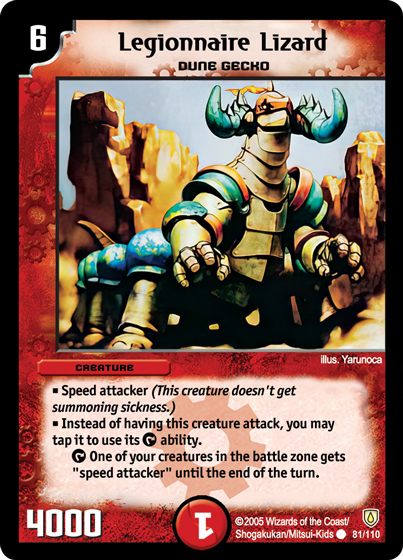 6
Legionnaire Lizard
DUNE GECKO
illus. Yarunoca
CREATURE
▪ Speed attacker (This creature doesn't get
summoning sickness.)
▪ Instead of having this creature attack, you may
tap it to use its ability.
One of your creatures in the battle zone gets
"speed attacker" until the end of the turn.
4000
1
©2005 Wizards of the Coast/
Shogakukan/Mitsui-Kids 81/110